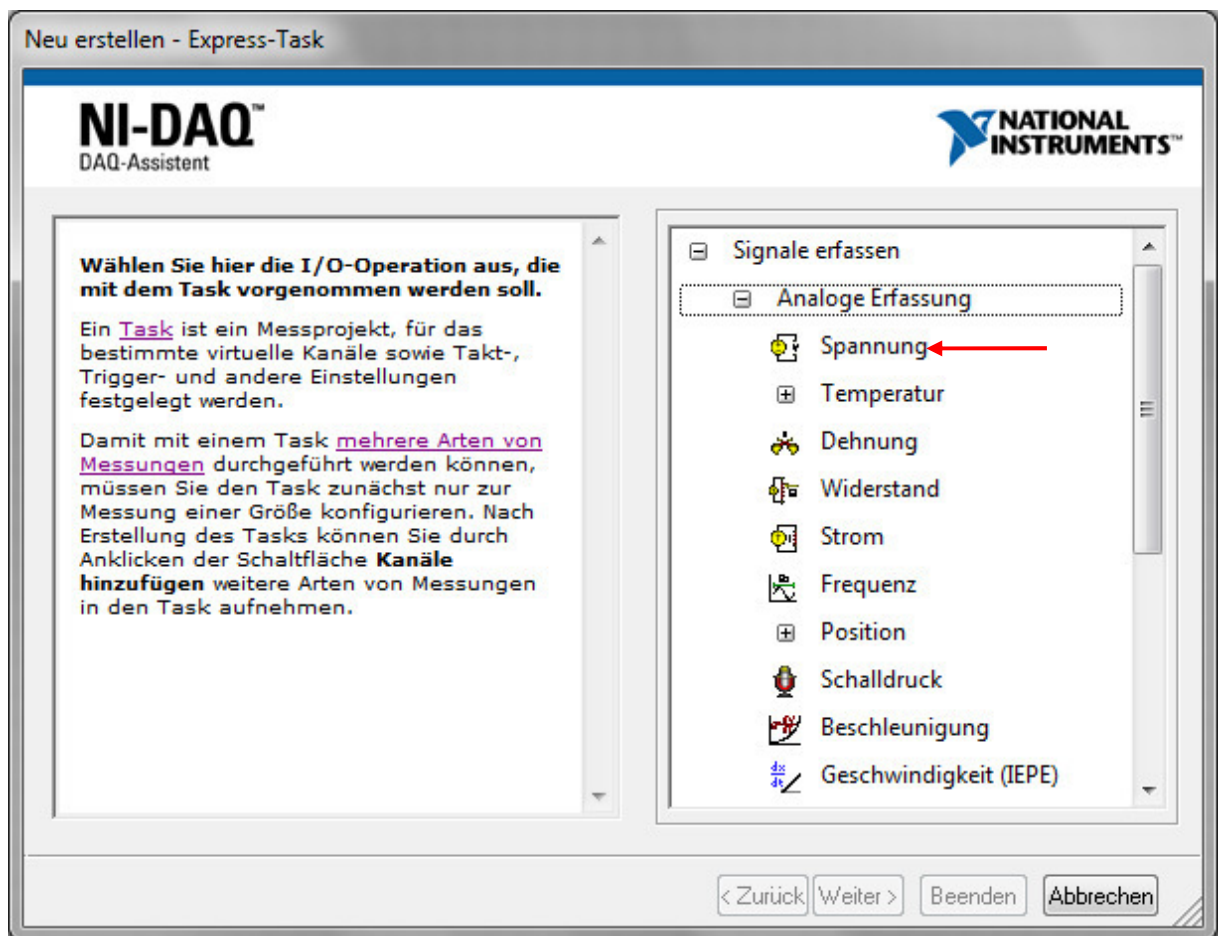 Neu erstellen - Express-Task
NI-DAQ™
DAQ-Assistent
NATIONAL
INSTRUMENTS™
Wählen Sie hier die I/O-Operation aus, die
mit dem Task vorgenommen werden soll.
Ein Task ist ein Messprojekt, für das
bestimmte virtuelle Kanäle sowie Takt-,
Trigger- und andere Einstellungen
festgelegt werden.
Damit mit einem Task mehrere Arten von
Messungen durchgeführt werden können,
müssen Sie den Task zunächst nur zur
Messung einer Größe konfigurieren. Nach
Erstellung des Tasks können Sie durch
Anklicken der Schaltfläche Kanäle
hinzufügen weitere Arten von Messungen
in den Task aufnehmen.
Signale erfassen
Analoge Erfassung
Spannung
Temperatur
Dehnung
Widerstand
Strom
Frequenz
Position
Schalldruck
Beschleunigung
Geschwindigkeit (IEPE)
< Zurück Weiter > Beenden Abbrechen